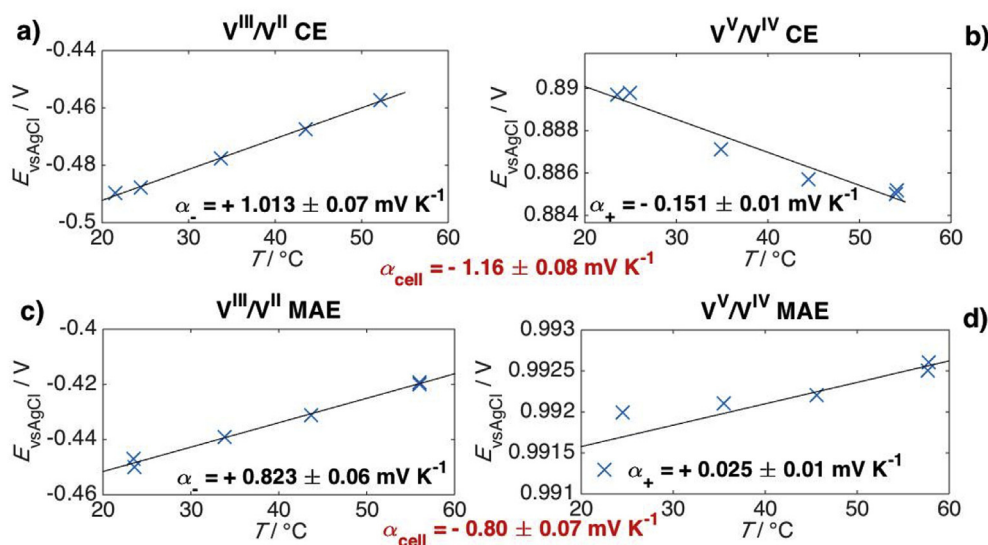 a)
V^III/V^II CE
-0.44
-0.46
-0.48
-0.5
E_vsAgCl / V
α_- = + 1.013 ± 0.07 mV K^-1
20 30 40 50 60
T / °C
b)
V^V/V^IV CE
0.89
0.888
0.886
0.884
E_vsAgCl / V
α_+ = - 0.151 ± 0.01 mV K^-1
20 30 40 50 60
T / °C
α_cell = - 1.16 ± 0.08 mV K^-1
c)
V^III/V^II MAE
-0.4
-0.42
-0.44
-0.46
E_vsAgCl / V
α_- = + 0.823 ± 0.06 mV K^-1
20 30 40 50 60
T / °C
d)
V^V/V^IV MAE
0.993
0.9925
0.992
0.9915
0.991
E_vsAgCl / V
α_+ = + 0.025 ± 0.01 mV K^-1
20 30 40 50 60
T / °C
α_cell = - 0.80 ± 0.07 mV K^-1